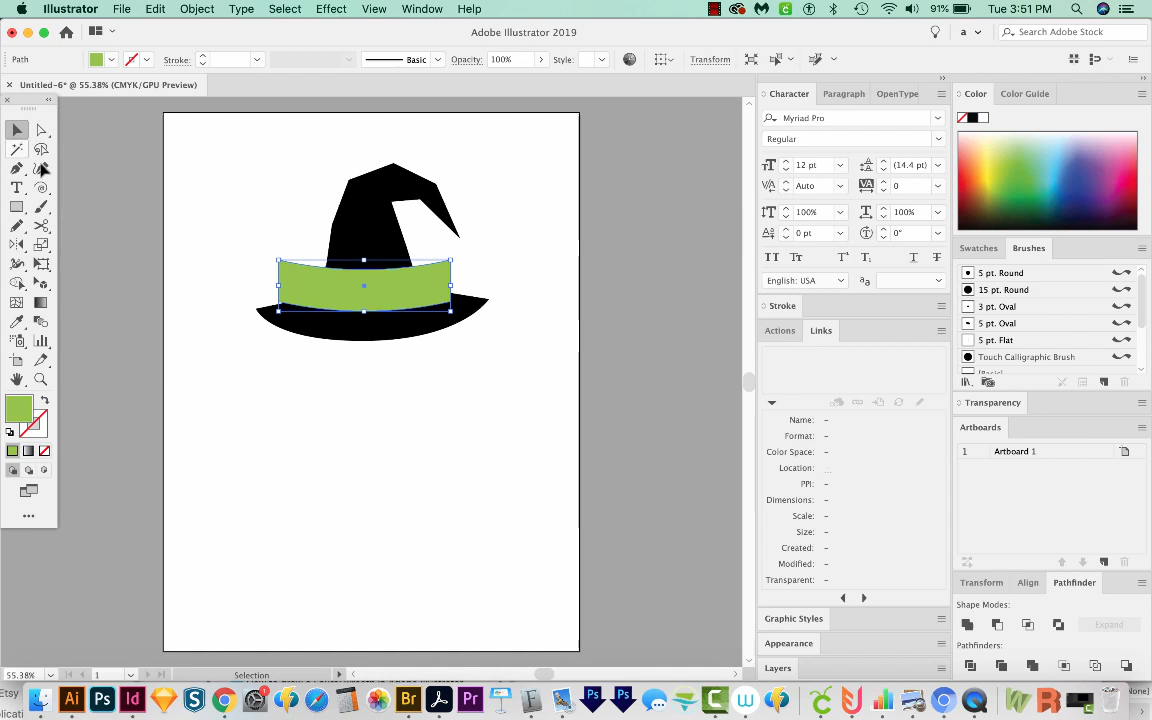 Illustrator File Edit Object Type Select Effect View Window Help 91% Tue 3:51 PM
Adobe Illustrator 2019 a Search Adobe Stock
Path Stroke: Basic Opacity: 100% Style: Transform
Untitled-6* @ 55.38% (CMYK/GPU Preview)
Character Paragraph OpenType
Myriad Pro
Regular
12 pt (14.4 pt)
Auto 0
100% 100%
0 pt 0°
English: USA
Stroke
Actions Links
Name: –
Format: –
Color Space: –
Location: ...
PPI: –
Dimensions: –
Scale: –
Size: –
Created: –
Modified: –
Transparent: –
Graphic Styles
Appearance
Layers
Color Color Guide
Swatches Brushes
5 pt. Round
15 pt. Round
3 pt. Oval
5 pt. Oval
5 pt. Flat
Touch Calligraphic Brush
[Basic]
Transparency
Artboards
1 Artboard 1
Transform Align Pathfinder
Shape Modes:
Expand
Pathfinders:
55.38% 1 Selection
Etsy
None]